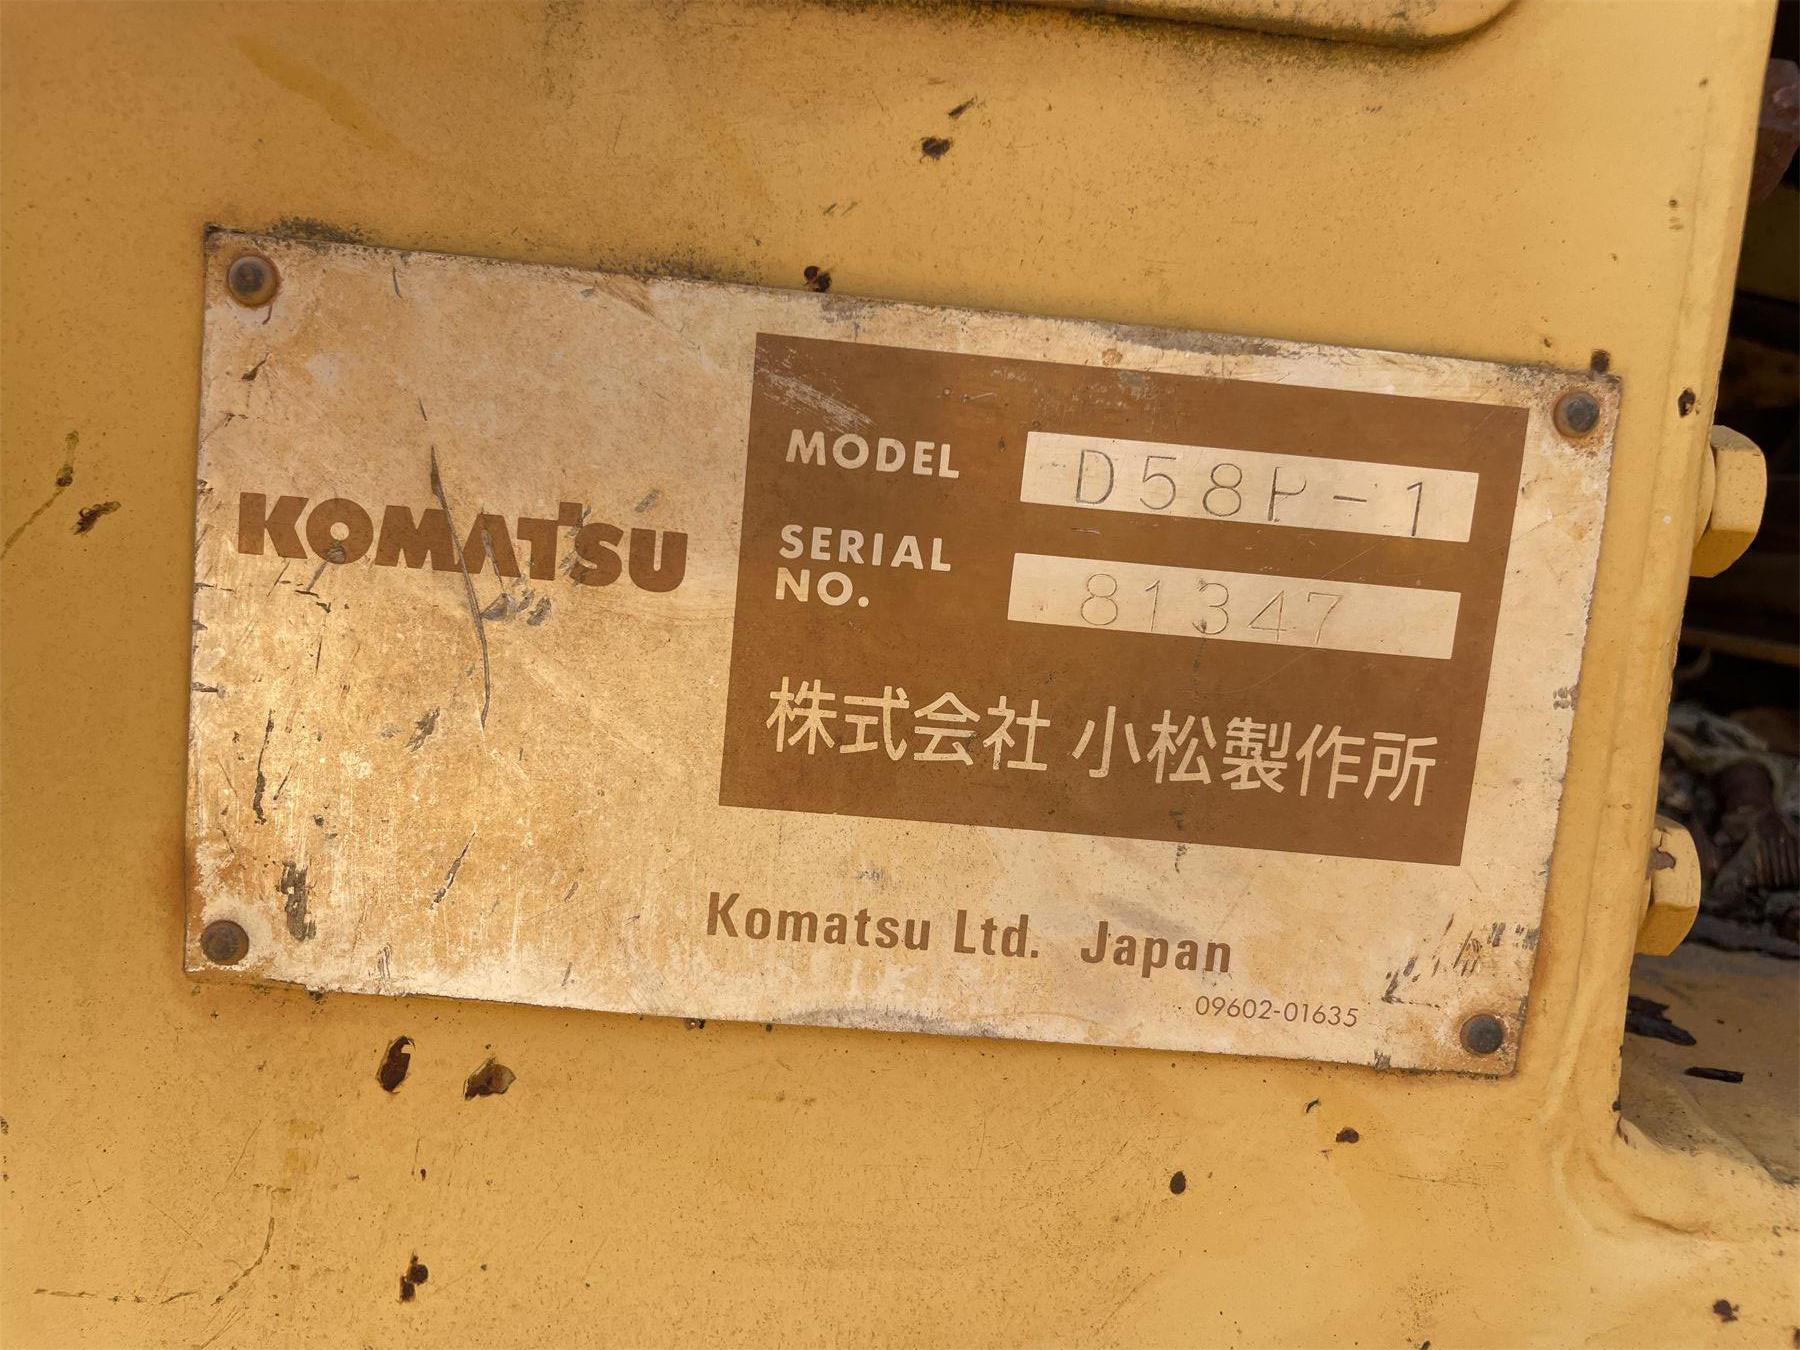 KOMATSU
MODEL D58P-1
SERIAL
NO. 81347
株式会社 小松製作所
Komatsu Ltd. Japan
09602-01635